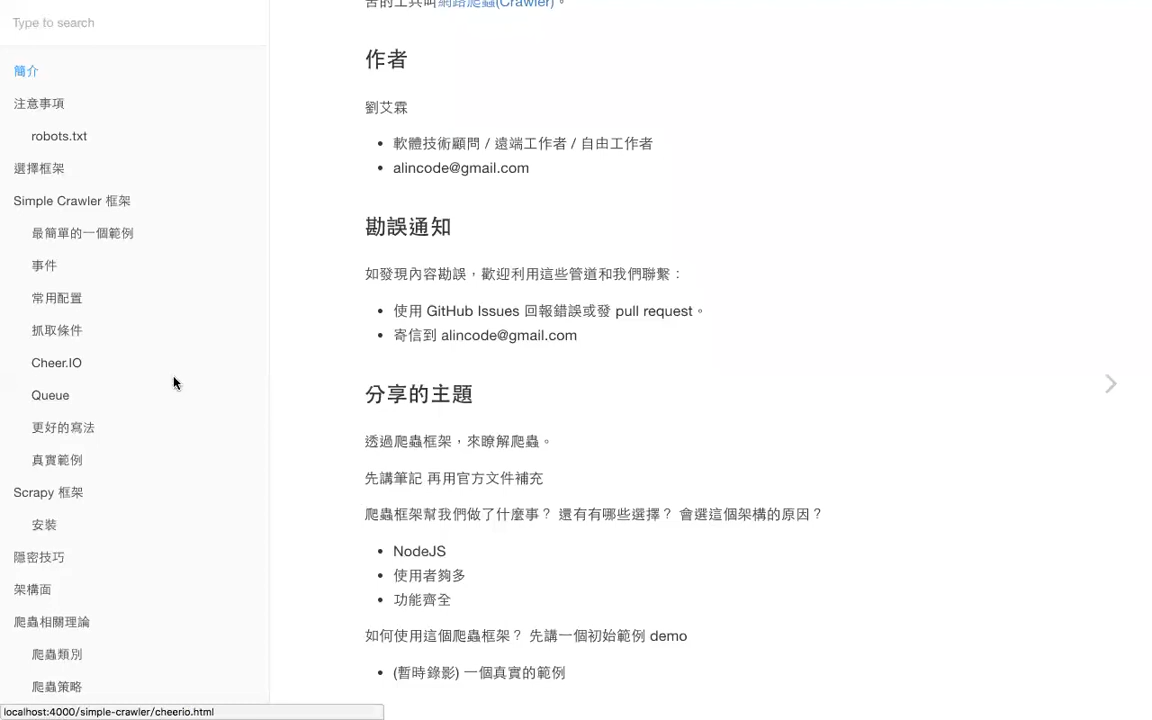 Type to search
簡介
注意事項
robots.txt
選擇框架
Simple Crawler 框架
最簡單的一個範例
事件
常用配置
抓取條件
Cheer.IO
Queue
更好的寫法
真實範例
Scrapy 框架
安裝
隱密技巧
架構面
爬蟲相關理論
爬蟲類別
爬蟲策略
localhost:4000/simple-crawler/cheerio.html
苦的工具叫網路爬蟲(Crawler)。
作者
劉艾霖
• 軟體技術顧問 / 遠端工作者 / 自由工作者
• alincode@gmail.com
勘誤通知
如發現內容勘誤，歡迎利用這些管道和我們聯繫：
• 使用 GitHub Issues 回報錯誤或發 pull request。
• 寄信到 alincode@gmail.com
分享的主題
透過爬蟲框架，來瞭解爬蟲。
先講筆記 再用官方文件補充
爬蟲框架幫我們做了什麼事？ 還有有哪些選擇？ 會選這個架構的原因？
• NodeJS
• 使用者夠多
• 功能齊全
如何使用這個爬蟲框架？ 先講一個初始範例 demo
• (暫時錄影) 一個真實的範例